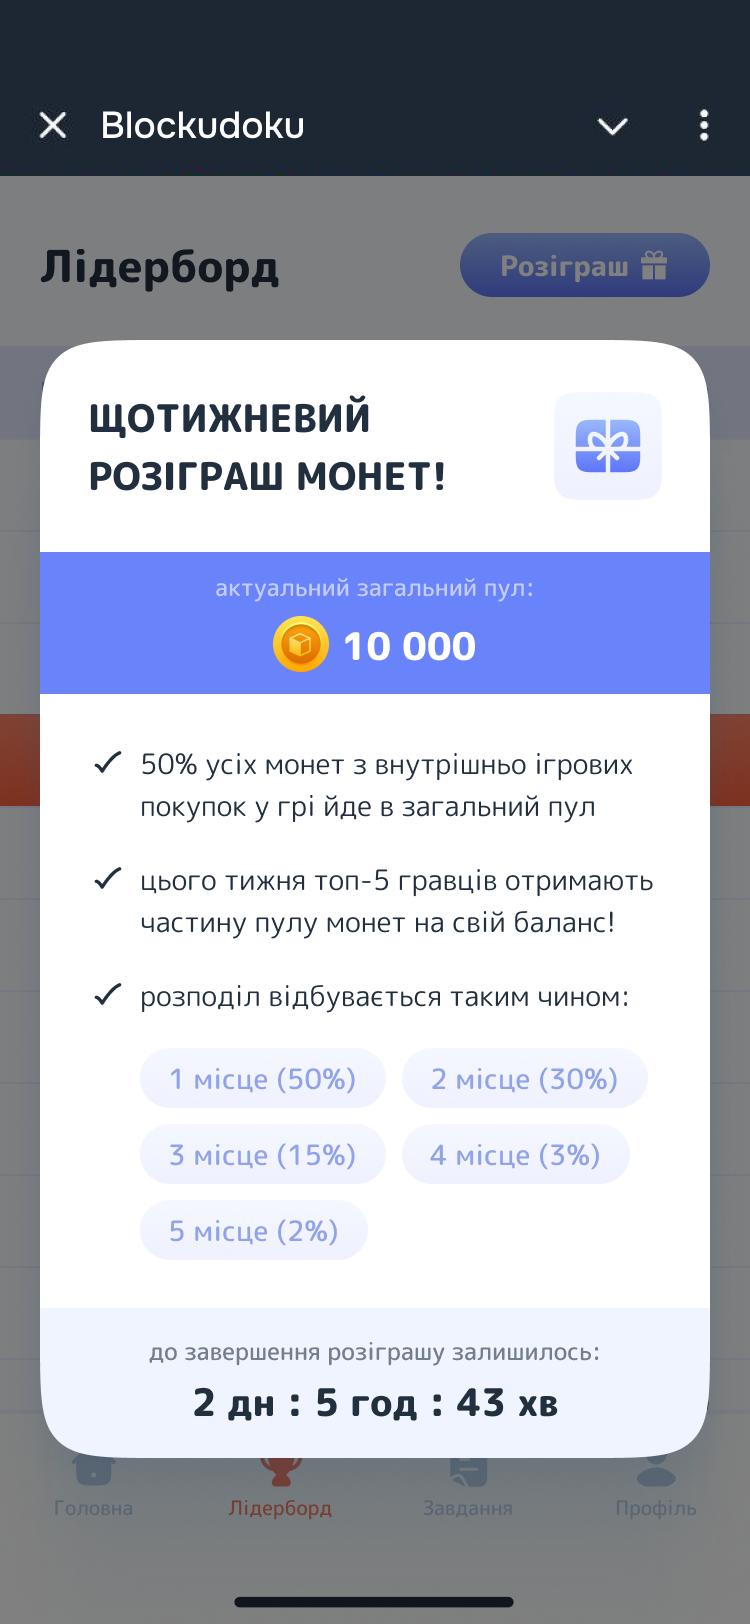 Blockudoku
Лідерборд
Розіграш
ЩОТИЖНЕВИЙ
РОЗІГРАШ МОНЕТ!
актуальний загальний пул:
10 000
50% усіх монет з внутрішньо ігрових
покупок у грі йде в загальний пул
цього тижня топ-5 гравців отримають
частину пулу монет на свій баланс!
розподіл відбувається таким чином:
1 місце (50%)
2 місце (30%)
3 місце (15%)
4 місце (3%)
5 місце (2%)
до завершення розіграшу залишилось:
2 дн : 5 год : 43 хв
Головна
Лідерборд
Завдання
Профіль